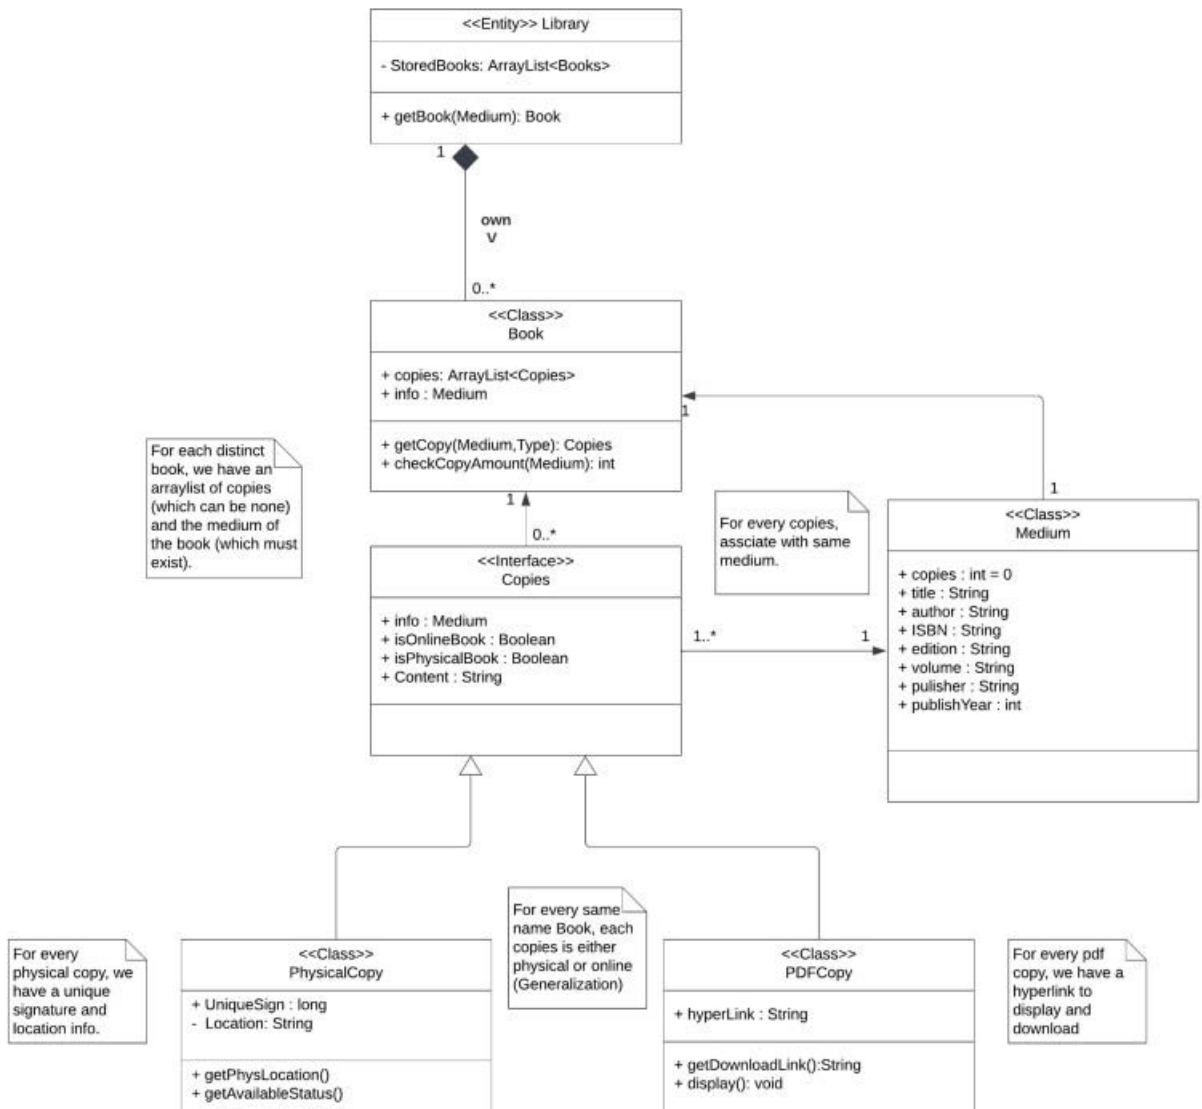 <<Entity>> Library
- StoredBooks: ArrayList<Books>
+ getBook(Medium): Book
1
own
V
0..*
<<Class>>
Book
+ copies: ArrayList<Copies>
+ info : Medium
+ getCopy(Medium,Type): Copies
+ checkCopyAmount(Medium): int
1
1
For each distinct
book, we have an
arraylist of copies
(which can be none)
and the medium of
the book (which must
exist).
1
0..*
For every copies,
assciate with same
medium.
<<Class>>
Medium
+ copies : int = 0
+ title : String
+ author : String
+ ISBN : String
+ edition : String
+ volume : String
+ pulisher : String
+ publishYear : int
<<Interface>>
Copies
+ info : Medium
+ isOnlineBook : Boolean
+ isPhysicalBook : Boolean
+ Content : String
1..*
1
For every
physical copy, we
have a unique
signature and
location info.
<<Class>>
PhysicalCopy
+ UniqueSign : long
- Location: String
+ getPhysLocation()
+ getAvailableStatus()
For every same
name Book, each
copies is either
physical or online
(Generalization)
<<Class>>
PDFCopy
+ hyperLink : String
+ getDownloadLink():String
+ display(): void
For every pdf
copy, we have a
hyperlink to
display and
download